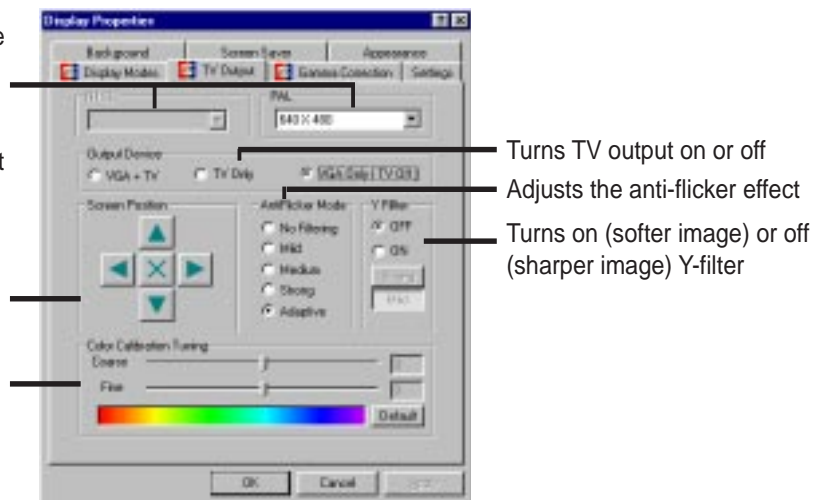 Display Properties
e
Background Screen Saver Appearance
Display Modes TV Output Gamma Correction Settings
PAL
640 X 480
t
Output Device
VGA + TV TV Only VGA Only (TV Off)
Turns TV output on or off
Adjusts the anti-flicker effect
Screen Position AntiFlicker Mode Y Filter
No Filtering OFF
Mild ON
Medium
Strong
Adaptive
Turns on (softer image) or off
(sharper image) Y-filter
Color Calibration Tuning
Coarse
Fine
Default
OK Cancel